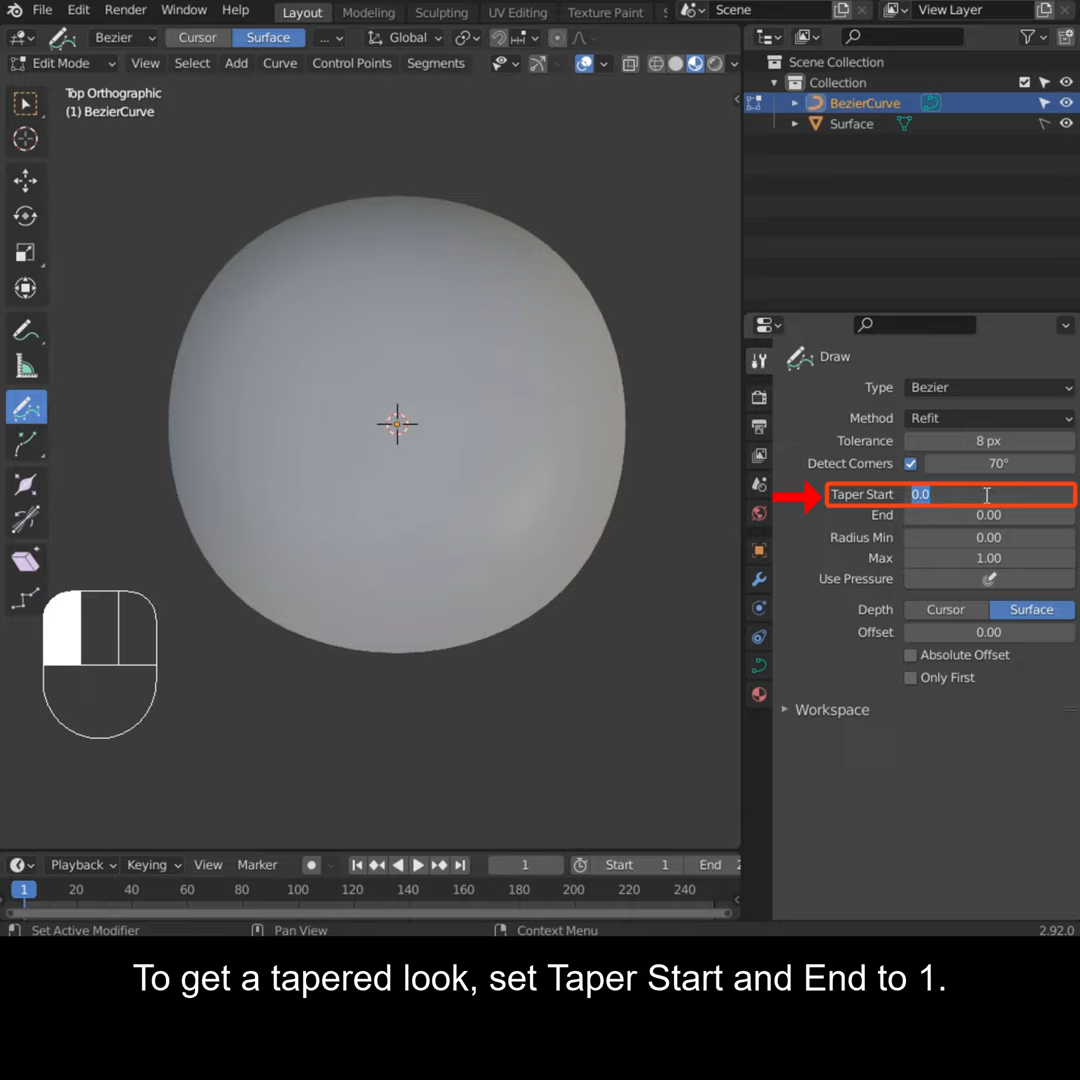 File Edit Render Window Help Layout Modeling Sculpting UV Editing Texture Paint Scene View Layer
Bezier Cursor Surface ... Global
Edit Mode View Select Add Curve Control Points Segments
Top Orthographic
(1) BezierCurve
Scene Collection
Collection
BezierCurve
Surface
Draw
Type Bezier
Method Refit
Tolerance 8 px
Detect Corners 70°
Taper Start 0.0
End 0.00
Radius Min 0.00
Max 1.00
Use Pressure
Depth Cursor Surface
Offset 0.00
Absolute Offset
Only First
Workspace
Playback Keying View Marker 1 Start 1 End
1 20 40 60 80 100 120 140 160 180 200 220 240
Set Active Modifier Pan View Context Menu 2.92.0
To get a tapered look, set Taper Start and End to 1.